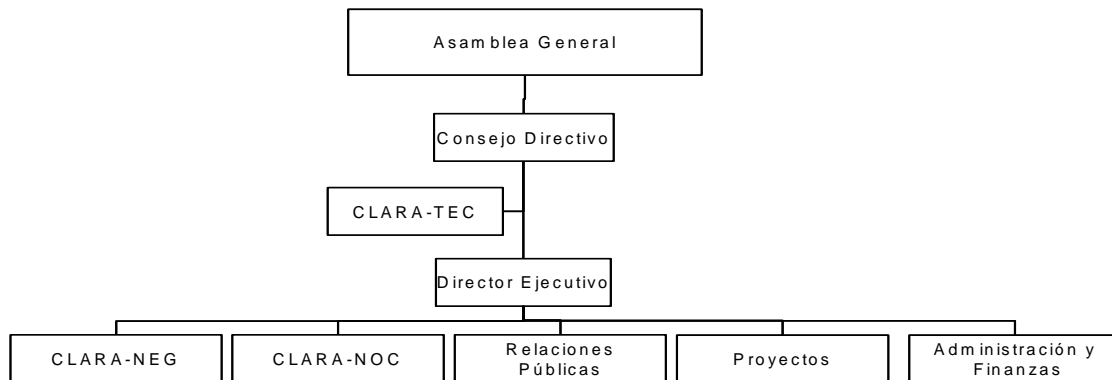 Asamblea General
Consejo Directivo
CLARA-TEC
Director Ejecutivo
CLARA-NEG
CLARA-NOC
Relaciones
Públicas
Proyectos
Administración y
Finanzas